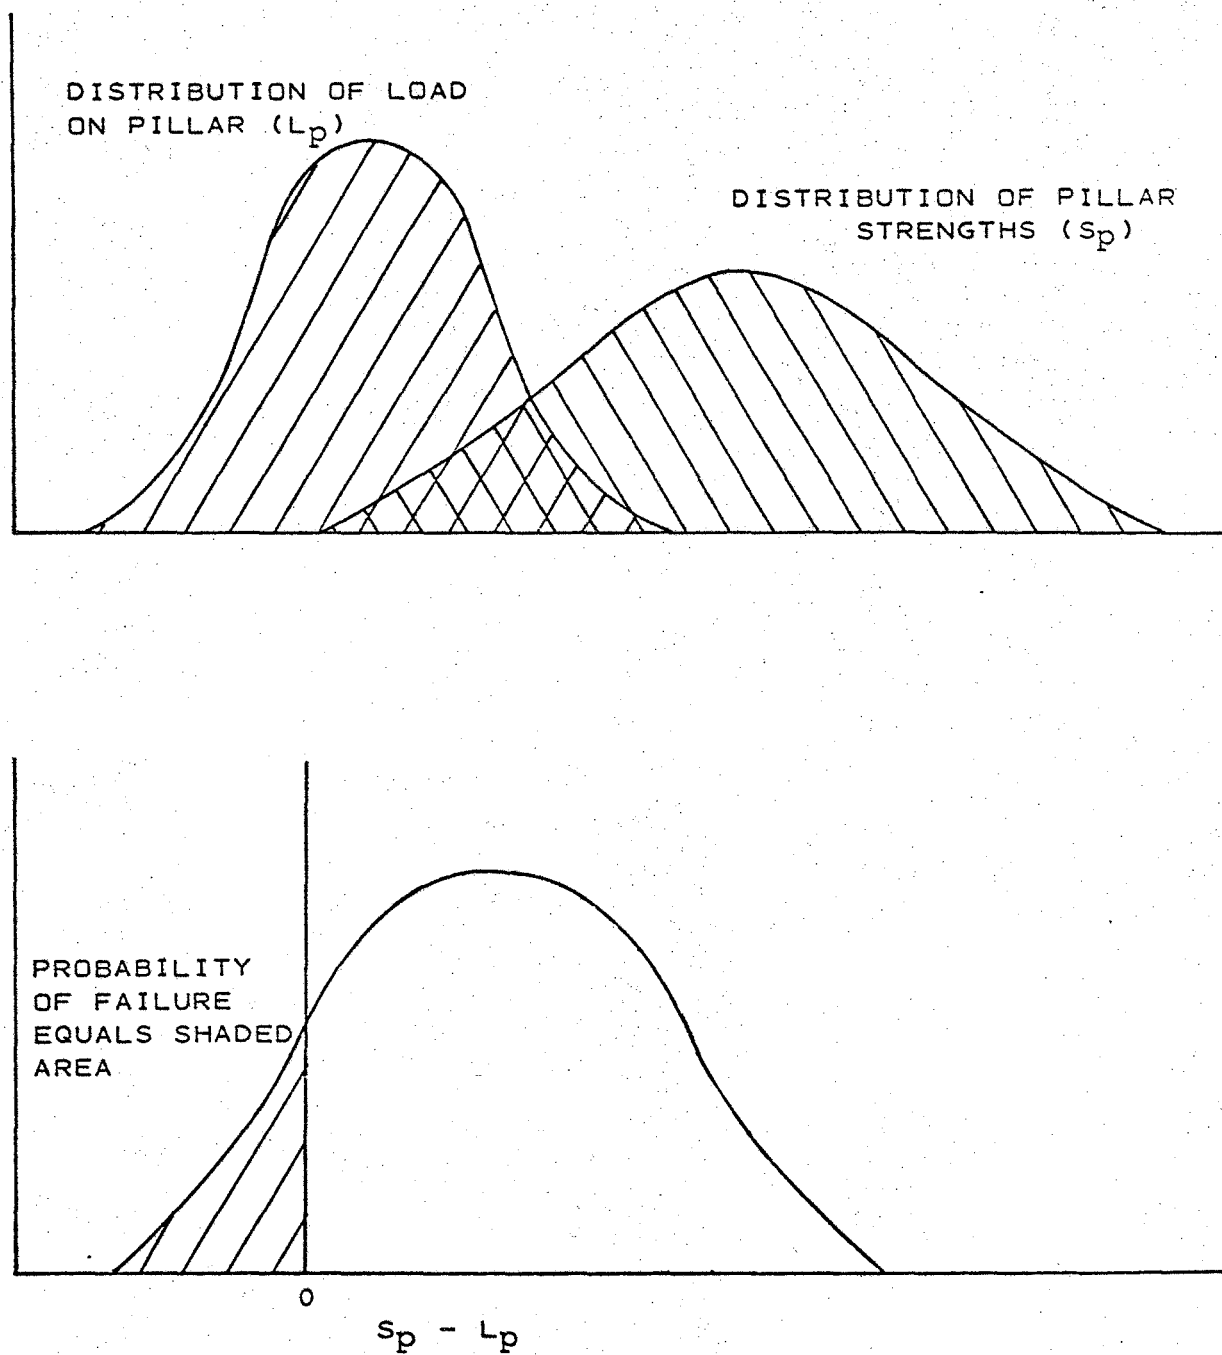 DISTRIBUTION OF LOAD
ON PILLAR (Lp)
DISTRIBUTION OF PILLAR
STRENGTHS (Sp)
PROBABILITY
OF FAILURE
EQUALS SHADED
AREA
0
Sp - Lp